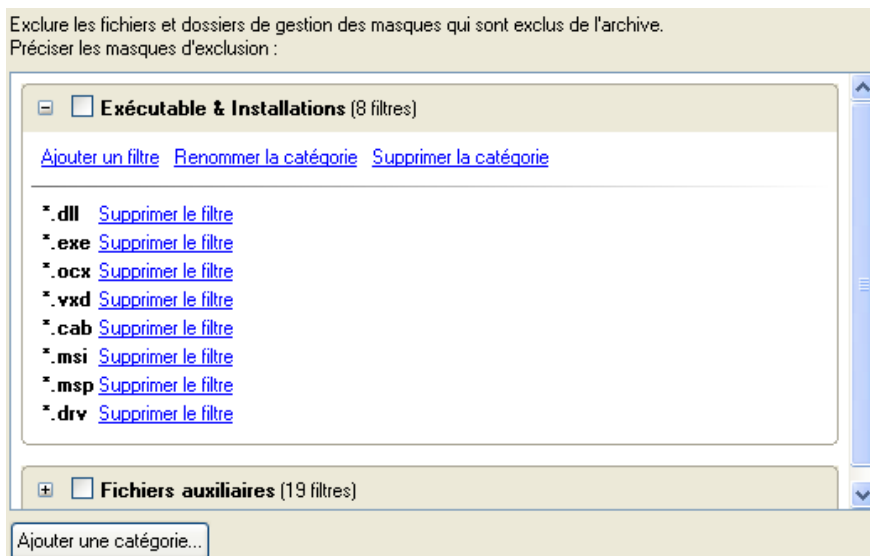 Exclure les fichiers et dossiers de gestion des masques qui sont exclus de l'archive.
Préciser les masques d'exclusion :
Exécutable & Installations (8 filtres)
Ajouter un filtre Renommer la catégorie Supprimer la catégorie
*.dll Supprimer le filtre
*.exe Supprimer le filtre
*.ocx Supprimer le filtre
*.vxd Supprimer le filtre
*.cab Supprimer le filtre
*.msi Supprimer le filtre
*.msp Supprimer le filtre
*.drv Supprimer le filtre
Fichiers auxiliaires (19 filtres)
Ajouter une catégorie...